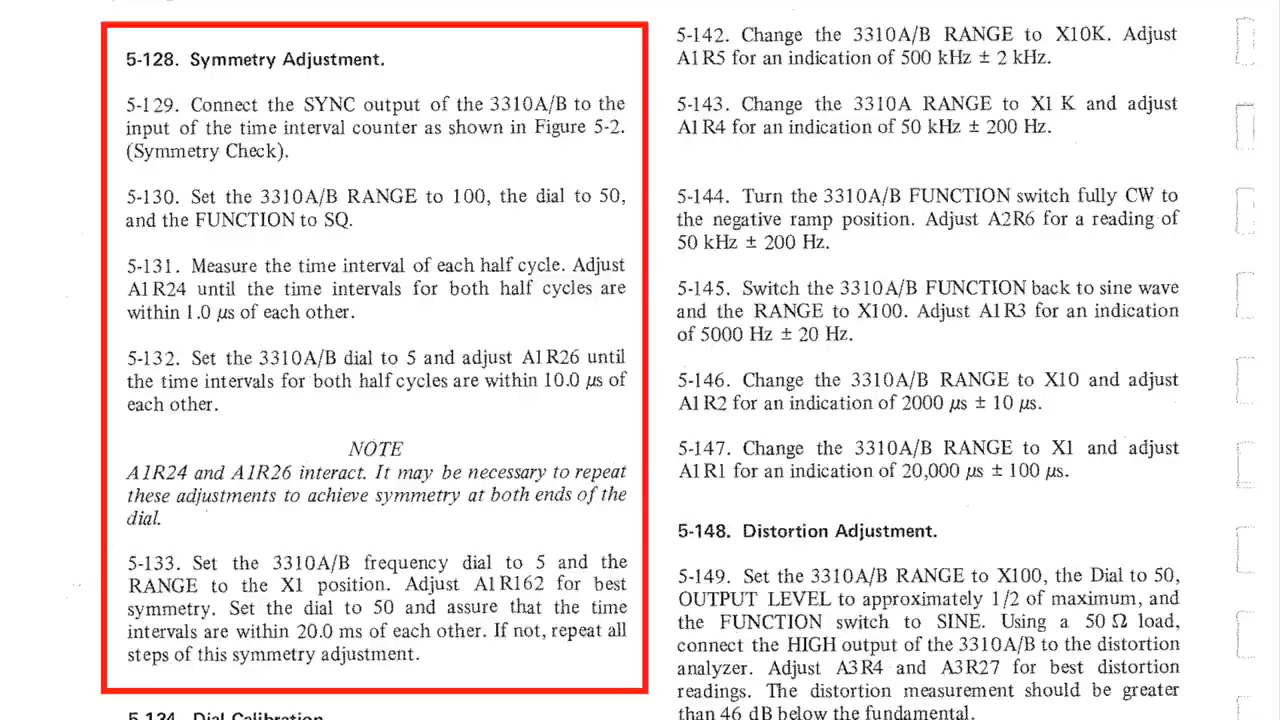 5-128. Symmetry Adjustment.
5-129. Connect the SYNC output of the 3310A/B to the
input of the time interval counter as shown in Figure 5-2.
(Symmetry Check).
5-130. Set the 3310A/B RANGE to 100, the dial to 50,
and the FUNCTION to SQ.
5-131. Measure the time interval of each half cycle. Adjust
A1R24 until the time intervals for both half cycles are
within 1.0 μs of each other.
5-132. Set the 3310A/B dial to 5 and adjust A1R26 until
the time intervals for both half cycles are within 10.0 μs of
each other.
NOTE
A1R24 and A1R26 interact. It may be necessary to repeat
these adjustments to achieve symmetry at both ends of the
dial.
5-133. Set the 3310A/B frequency dial to 5 and the
RANGE to the X1 position. Adjust A1R162 for best
symmetry. Set the dial to 50 and assure that the time
intervals are within 20.0 ms of each other. If not, repeat all
steps of this symmetry adjustment.
5-134. Dial Calibration.
5-142. Change the 3310A/B RANGE to X10K. Adjust
A1R5 for an indication of 500 kHz ± 2 kHz.
5-143. Change the 3310A RANGE to X1 K and adjust
A1R4 for an indication of 50 kHz ± 200 Hz.
5-144. Turn the 3310A/B FUNCTION switch fully CW to
the negative ramp position. Adjust A2R6 for a reading of
50 kHz ± 200 Hz.
5-145. Switch the 3310A/B FUNCTION back to sine wave
and the RANGE to X100. Adjust A1R3 for an indication
of 5000 Hz ± 20 Hz.
5-146. Change the 3310A/B RANGE to X10 and adjust
A1R2 for an indication of 2000 μs ± 10 μs.
5-147. Change the 3310A/B RANGE to X1 and adjust
A1R1 for an indication of 20,000 μs ± 100 μs.
5-148. Distortion Adjustment.
5-149. Set the 3310A/B RANGE to X100, the Dial to 50,
OUTPUT LEVEL to approximately 1/2 of maximum, and
the FUNCTION switch to SINE. Using a 50 Ω load,
connect the HIGH output of the 3310A/B to the distortion
analyzer. Adjust A3R4 and A3R27 for best distortion
readings. The distortion measurement should be greater
than 46 dB below the fundamental.